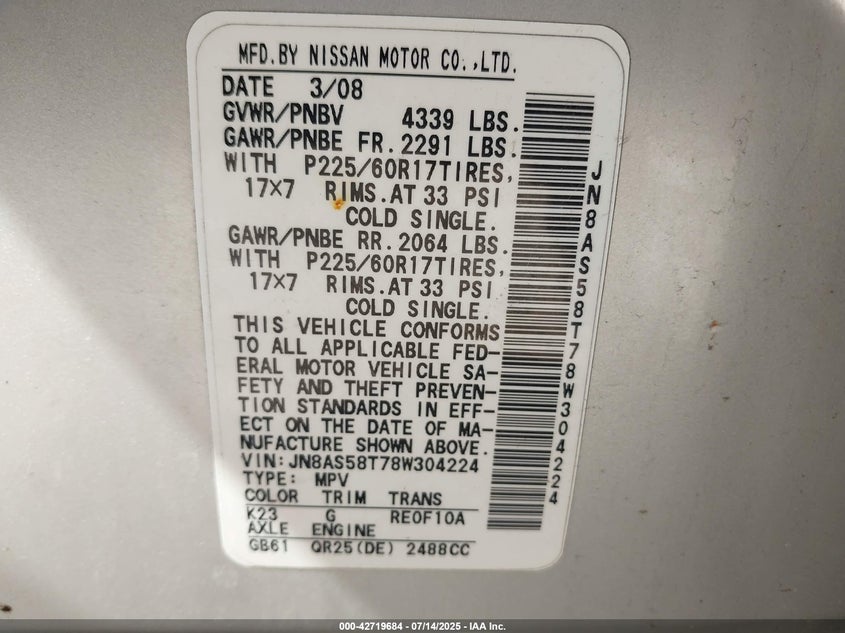 MFD.BY NISSAN MOTOR CO.,LTD.
DATE 3/08
GVWR/PNBV 4339 LBS.
GAWR/PNBE FR.2291 LBS.
WITH P225/60R17TIRES,
17×7 RIMS.AT 33 PSI
COLD SINGLE.
GAWR/PNBE RR.2064 LBS.
WITH P225/60R17TIRES,
17×7 RIMS.AT 33 PSI
COLD SINGLE.
THIS VEHICLE CONFORMS
TO ALL APPLICABLE FED-
ERAL MOTOR VEHICLE SA-
FETY AND THEFT PREVEN-
TION STANDARDS IN EFF-
ECT ON THE DATE OF MA-
NUFACTURE SHOWN ABOVE.
VIN:JN8AS58T78W304224
TYPE: MPV
COLOR TRIM TRANS
K23 G RE0F10A
AXLE ENGINE
GB61 QR25(DE) 2488CC
JN8AS58T78W304224
000-42719684 - 07/14/2025 - IAA Inc.